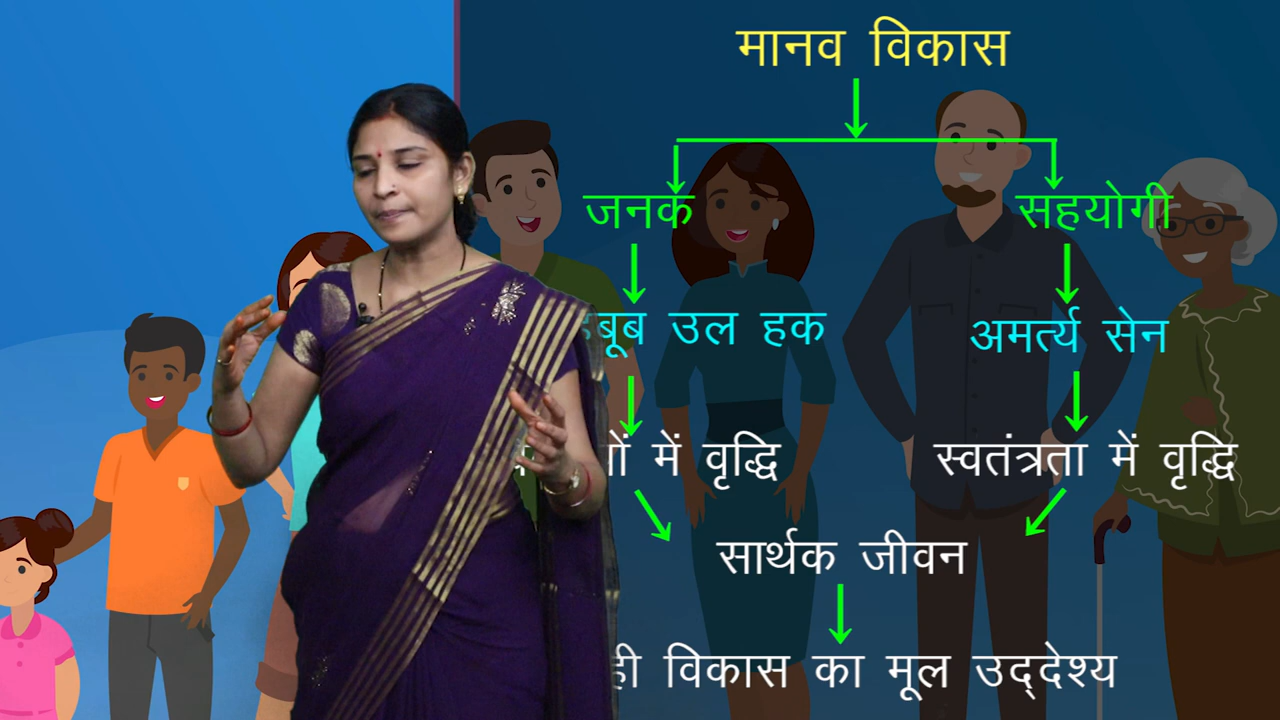 मानव विकास
जनक सहयोगी
उल हक अमर्त्य सेन
में वृद्धि स्वतंत्रता में वृद्धि
सार्थक जीवन
ही विकास का मूल उद्देश्य